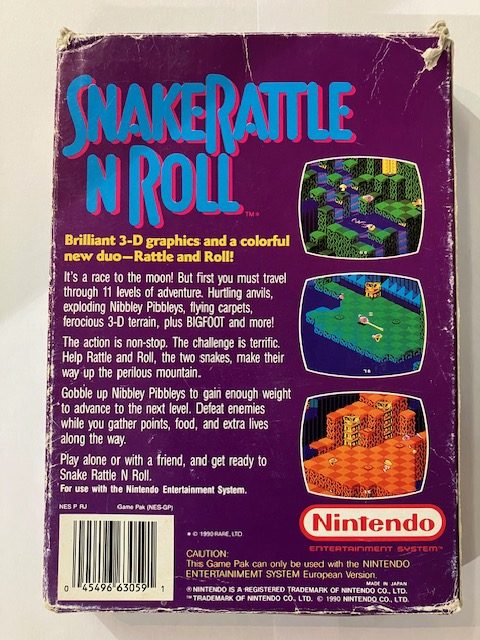 SNAKE RATTLE
N ROLL
TM*
Brilliant 3-D graphics and a colorful
new duo—Rattle and Roll!
It's a race to the moon! But first you must travel
through 11 levels of adventure. Hurtling anvils,
exploding Nibbley Pibbleys, flying carpets,
ferocious 3-D terrain, plus BIGFOOT and more!
The action is non-stop. The challenge is terrific.
Help Rattle and Roll, the two snakes, make their
way up the perilous mountain.
Gobble up Nibbley Pibbleys to gain enough weight
to advance to the next level. Defeat enemies
while you gather points, food, and extra lives
along the way.
Play alone or with a friend, and get ready to
Snake Rattle N Roll.
For use with the Nintendo Entertainment System.
NES P RJ Game Pak (NES-GP)
0 45496 63059 1
* © 1990 RARE, LTD.
Nintendo
ENTERTAINMENT SYSTEM™
CAUTION:
This Game Pak can only be used with the NINTENDO
ENTERTAINIMEMT SYSTEM European Version.
MADE IN JAPAN
® NINTENDO IS A REGISTERED TRADEMARK OF NINTENDO CO., LTD.
™ TRADEMARK OF NINTENDO CO., LTD. © 1990 NINTENDO CO., LTD.